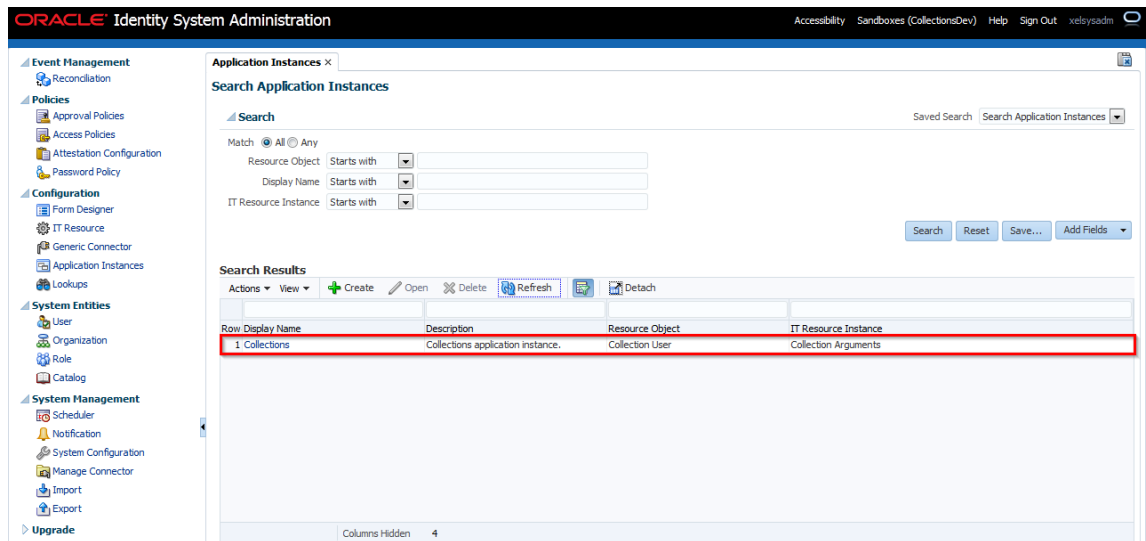 ORACLE Identity System Administration
Accessibility Sandboxes (CollectionsDev) Help Sign Out xelsysadm
Event Management
Reconciliation
Policies
Approval Policies
Access Policies
Attestation Configuration
Password Policy
Configuration
Form Designer
IT Resource
Generic Connector
Application Instances
Lookups
System Entities
User
Organization
Role
Catalog
System Management
Scheduler
Notification
System Configuration
Manage Connector
Import
Export
Upgrade
Application Instances ×
Search Application Instances
Search
Saved Search Search Application Instances
Match All Any
Resource Object Starts with
Display Name Starts with
IT Resource Instance Starts with
Search Reset Save... Add Fields
Search Results
Actions View Create Open Delete Refresh Detach
Row Display Name Description Resource Object IT Resource Instance
1 Collections Collections application instance. Collection User Collection Arguments
Columns Hidden 4